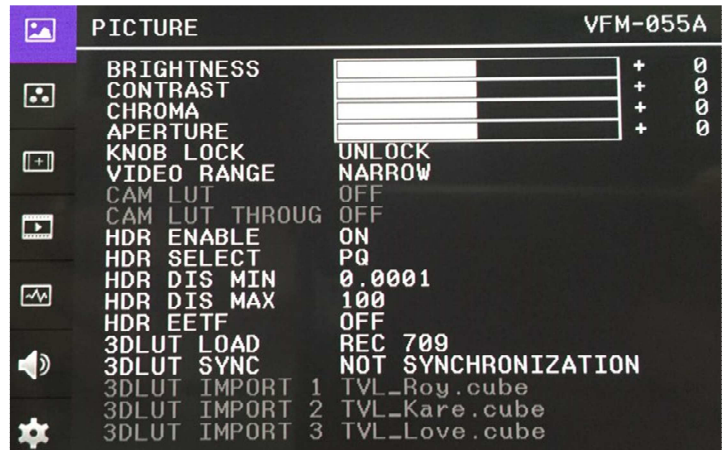 PICTURE VFM-055A
BRIGHTNESS + 0
CONTRAST + 0
CHROMA + 0
APERTURE + 0
KNOB LOCK UNLOCK
VIDEO RANGE NARROW
CAM LUT OFF
CAM LUT THROUG OFF
HDR ENABLE ON
HDR SELECT PQ
HDR DIS MIN 0.0001
HDR DIS MAX 100
HDR EETF OFF
3DLUT LOAD REC 709
3DLUT SYNC NOT SYNCHRONIZATION
3DLUT IMPORT 1 TVL_Roy.cube
3DLUT IMPORT 2 TVL_Kare.cube
3DLUT IMPORT 3 TVL_Love.cube